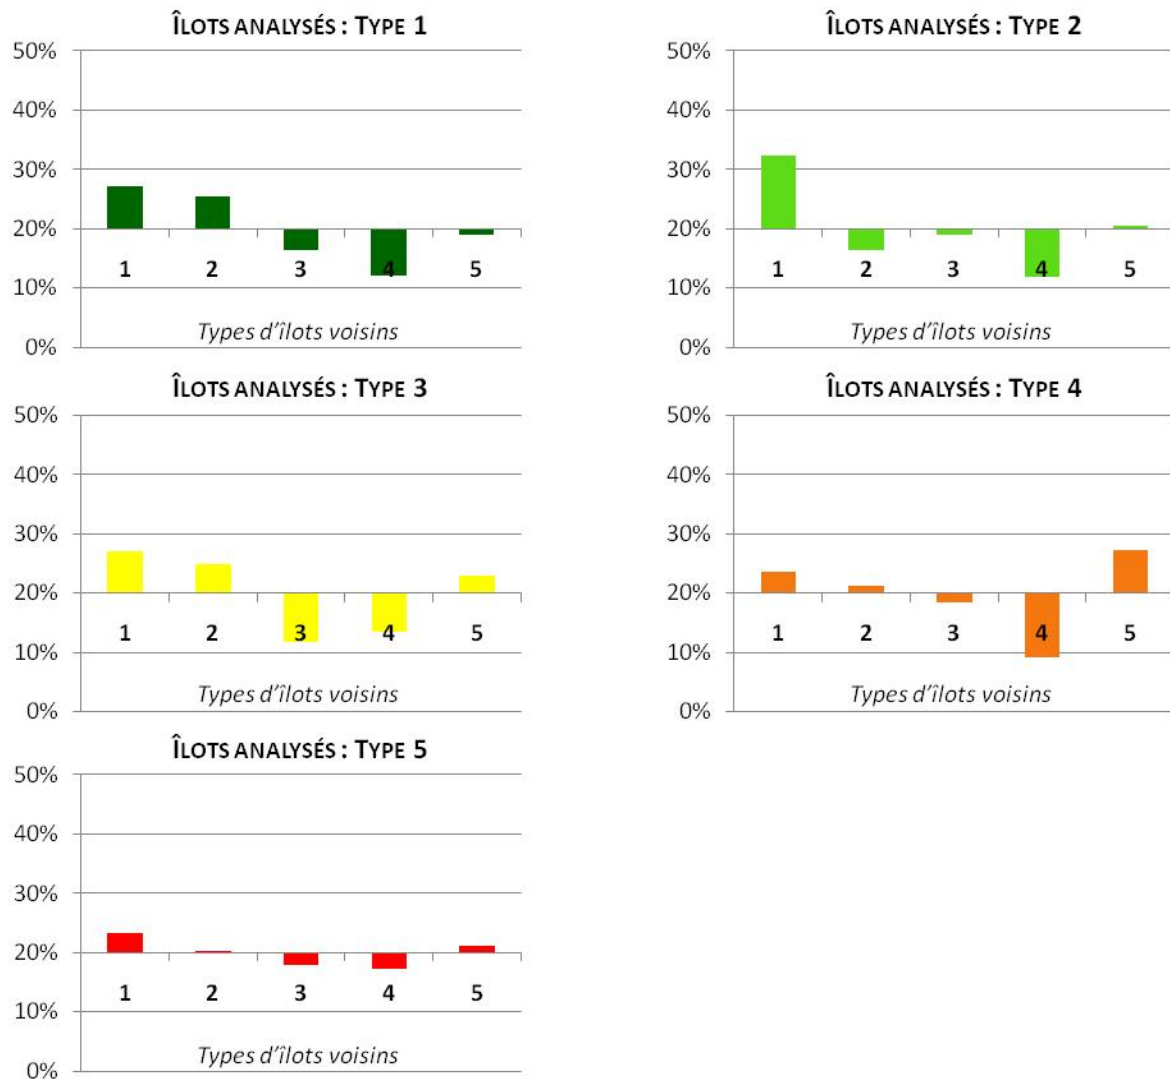 ÎLOTS ANALYSÉS : TYPE 1
50%
40%
30%
20%
10%
0%
1 2 3 4 5
Types d'îlots voisins
ÎLOTS ANALYSÉS : TYPE 2
50%
40%
30%
20%
10%
0%
1 2 3 4 5
Types d'îlots voisins
ÎLOTS ANALYSÉS : TYPE 3
50%
40%
30%
20%
10%
0%
1 2 3 4 5
Types d'îlots voisins
ÎLOTS ANALYSÉS : TYPE 4
50%
40%
30%
20%
10%
0%
1 2 3 4 5
Types d'îlots voisins
ÎLOTS ANALYSÉS : TYPE 5
50%
40%
30%
20%
10%
0%
1 2 3 4 5
Types d'îlots voisins